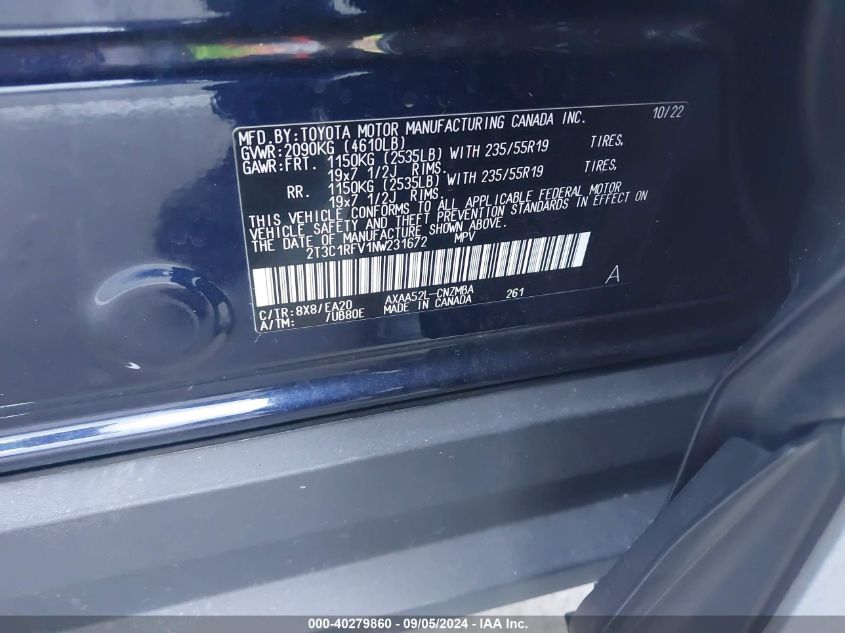 MFD.BY:TOYOTA MOTOR MANUFACTURING CANADA INC. 10/22
GVWR:2090KG (4610LB)
GAWR:FRT. 1150KG (2535LB) WITH 235/55R19 TIRES,
19x7 1/2J RIMS.
RR. 1150KG (2535LB) WITH 235/55R19 TIRES,
19x7 1/2J RIMS.
THIS VEHICLE CONFORMS TO ALL APPLICABLE FEDERAL MOTOR
VEHICLE SAFETY AND THEFT PREVENTION STANDARDS IN EFFECT ON
THE DATE OF MANUFACTURE SHOWN ABOVE.
2T3C1RFV1NW231672 MPV
C/TR:8X8/EA20 AXAA52L-CNZMBA 261 A
A/TM: /UB80E MADE IN CANADA
000-40279860 - 09/05/2024 - IAA Inc.